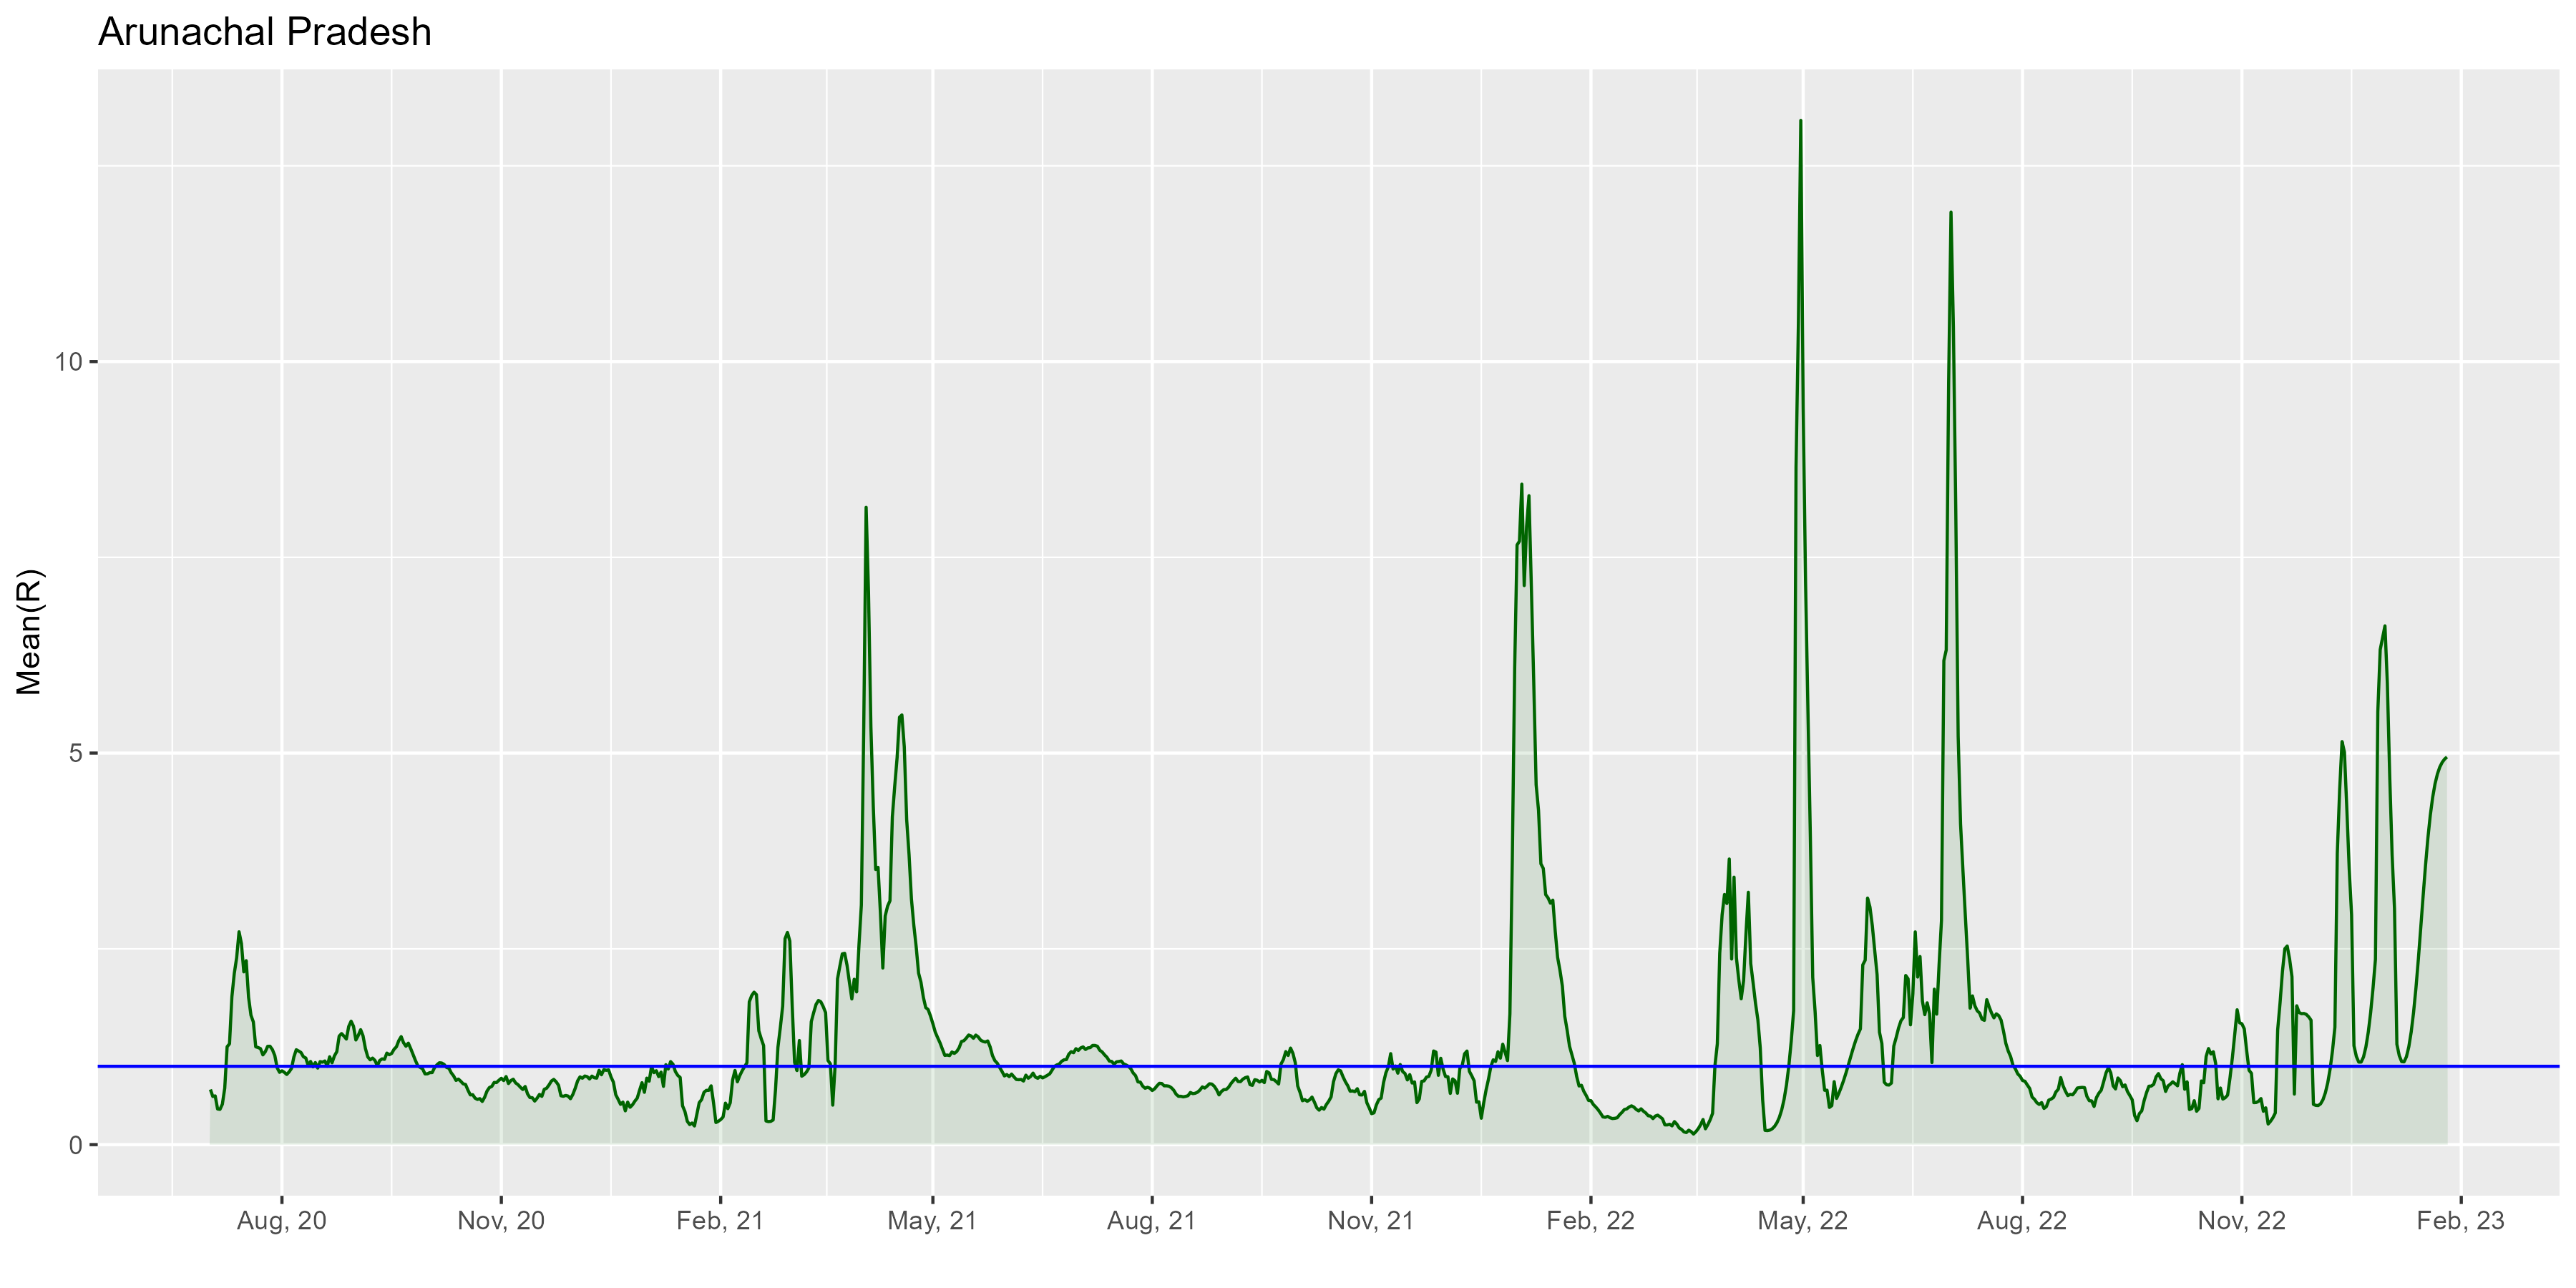 Arunachal Pradesh
Mean(R)
10
5
0
Aug, 20 Nov, 20 Feb, 21 May, 21 Aug, 21 Nov, 21 Feb, 22 May, 22 Aug, 22 Nov, 22 Feb, 23